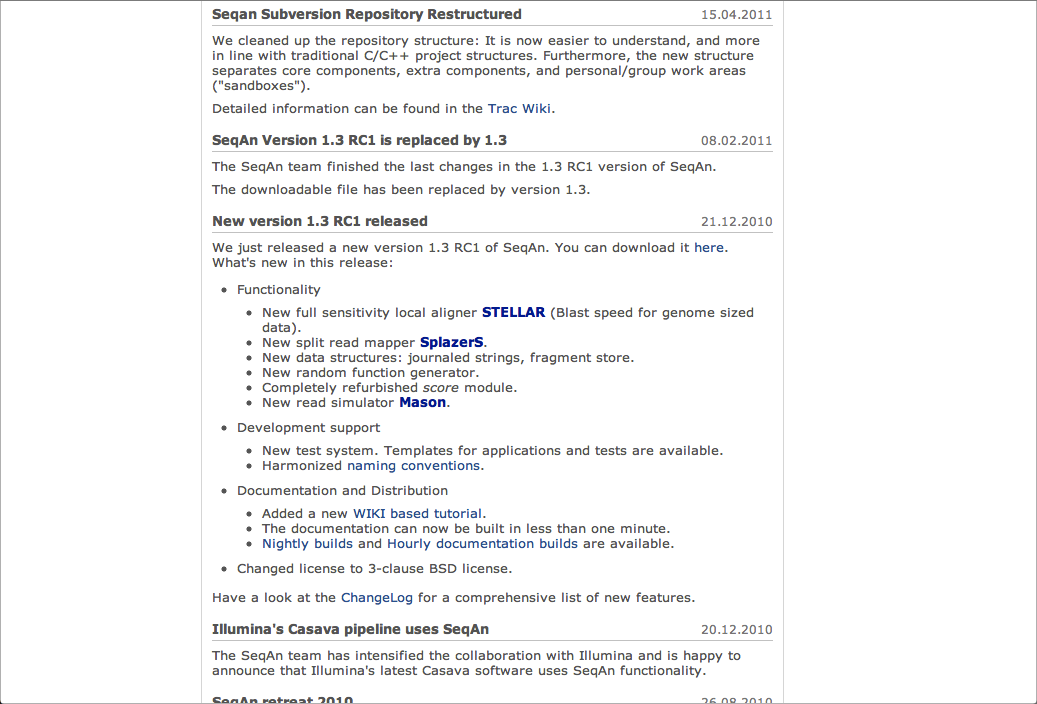 Seqan Subversion Repository Restructured 15.04.2011
We cleaned up the repository structure: It is now easier to understand, and more
in line with traditional C/C++ project structures. Furthermore, the new structure
separates core components, extra components, and personal/group work areas
("sandboxes").
Detailed information can be found in the Trac Wiki.
SeqAn Version 1.3 RC1 is replaced by 1.3 08.02.2011
The SeqAn team finished the last changes in the 1.3 RC1 version of SeqAn.
The downloadable file has been replaced by version 1.3.
New version 1.3 RC1 released 21.12.2010
We just released a new version 1.3 RC1 of SeqAn. You can download it here.
What's new in this release:
• Functionality
• New full sensitivity local aligner STELLAR (Blast speed for genome sized
data).
• New split read mapper SplazerS.
• New data structures: journaled strings, fragment store.
• New random function generator.
• Completely refurbished score module.
• New read simulator Mason.
• Development support
• New test system. Templates for applications and tests are available.
• Harmonized naming conventions.
• Documentation and Distribution
• Added a new WIKI based tutorial.
• The documentation can now be built in less than one minute.
• Nightly builds and Hourly documentation builds are available.
• Changed license to 3-clause BSD license.
Have a look at the ChangeLog for a comprehensive list of new features.
Illumina's Casava pipeline uses SeqAn 20.12.2010
The SeqAn team has intensified the collaboration with Illumina and is happy to
announce that Illumina's latest Casava software uses SeqAn functionality.
SeqAn retreat 2010 26.08.2010